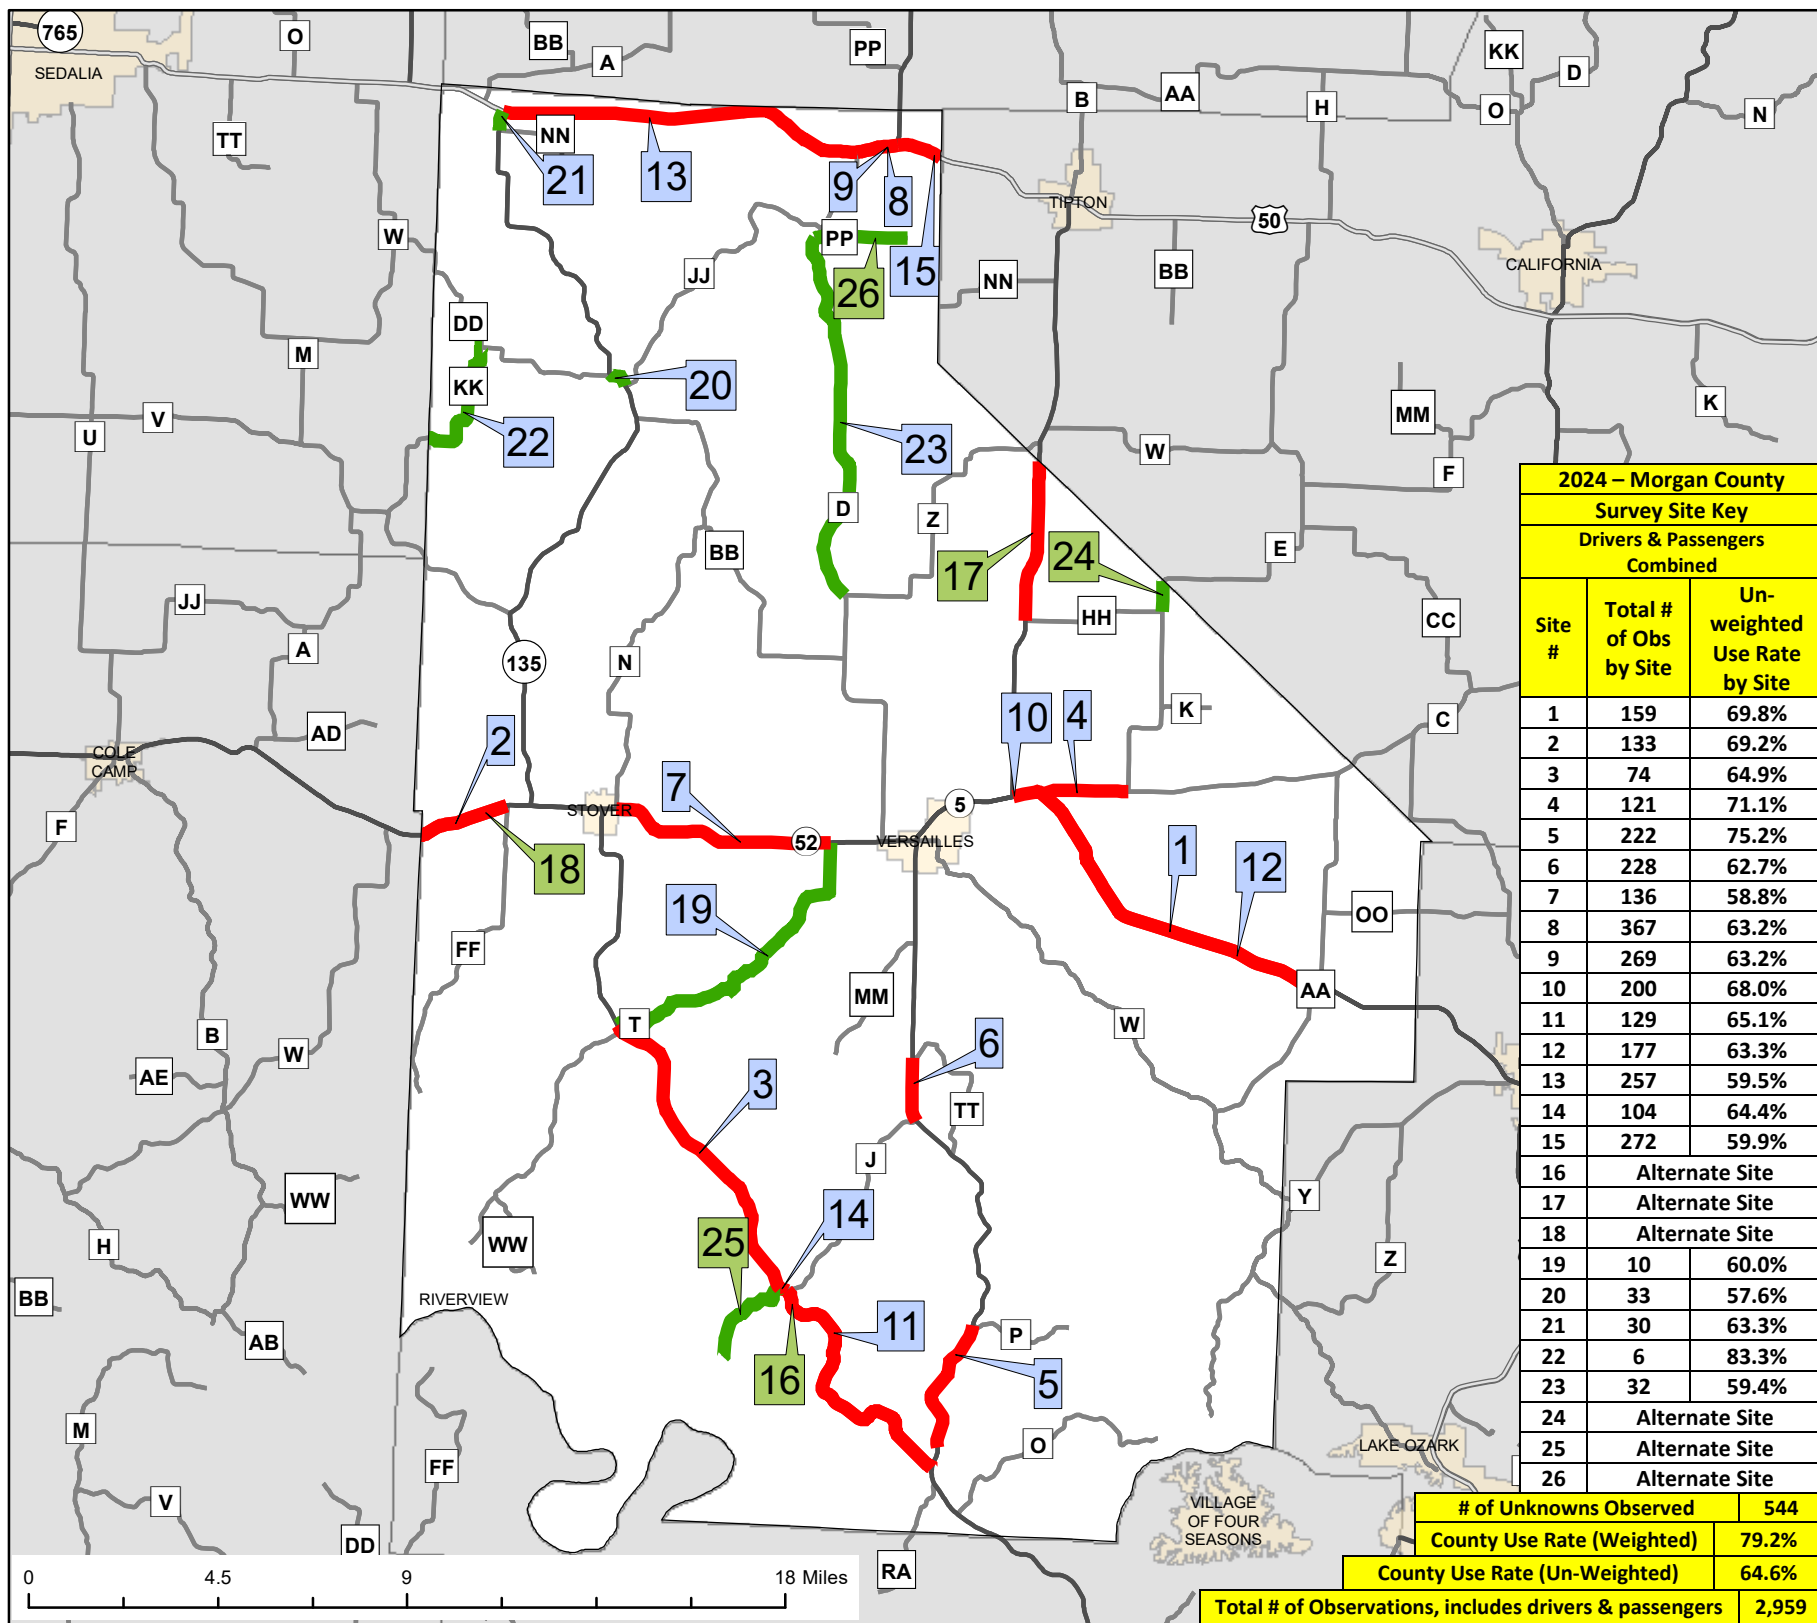 765
O
BB
A
PP
KK
D
SEDALIA
B
AA
H
O
N
TT
NN
21
13
9
8
TIPTON
50
W
PP
15
CALIFORNIA
JJ
26
NN
BB
DD
M
KK
20
22
23
V
U
W
MM
K
F
D
Z
BB
17
24
E
JJ
HH
CC
A
135
N
10
4
K
C
AD
2
COLE
CAMP
7
STOVER
5
F
18
52
VERSAILLES
1
12
19
OO
FF
MM
AA
T
W
B
W
6
AE
3
TT
J
WW
14
Y
H
25
WW
Z
BB
RIVERVIEW
AB
11
P
16
5
M
O
LAKE OZARK
FF
V
VILLAGE
OF FOUR
SEASONS
DD
RA
0 4.5 9 18 Miles
2024 – Morgan County
Survey Site Key
Drivers & Passengers
Combined
Site
#
Total #
of Obs
by Site
Un-
weighted
Use Rate
by Site
1 159 69.8%
2 133 69.2%
3 74 64.9%
4 121 71.1%
5 222 75.2%
6 228 62.7%
7 136 58.8%
8 367 63.2%
9 269 63.2%
10 200 68.0%
11 129 65.1%
12 177 63.3%
13 257 59.5%
14 104 64.4%
15 272 59.9%
16 Alternate Site
17 Alternate Site
18 Alternate Site
19 10 60.0%
20 33 57.6%
21 30 63.3%
22 6 83.3%
23 32 59.4%
24 Alternate Site
25 Alternate Site
26 Alternate Site
# of Unknowns Observed 544
County Use Rate (Weighted) 79.2%
County Use Rate (Un-Weighted) 64.6%
Total # of Observations, includes drivers & passengers 2,959